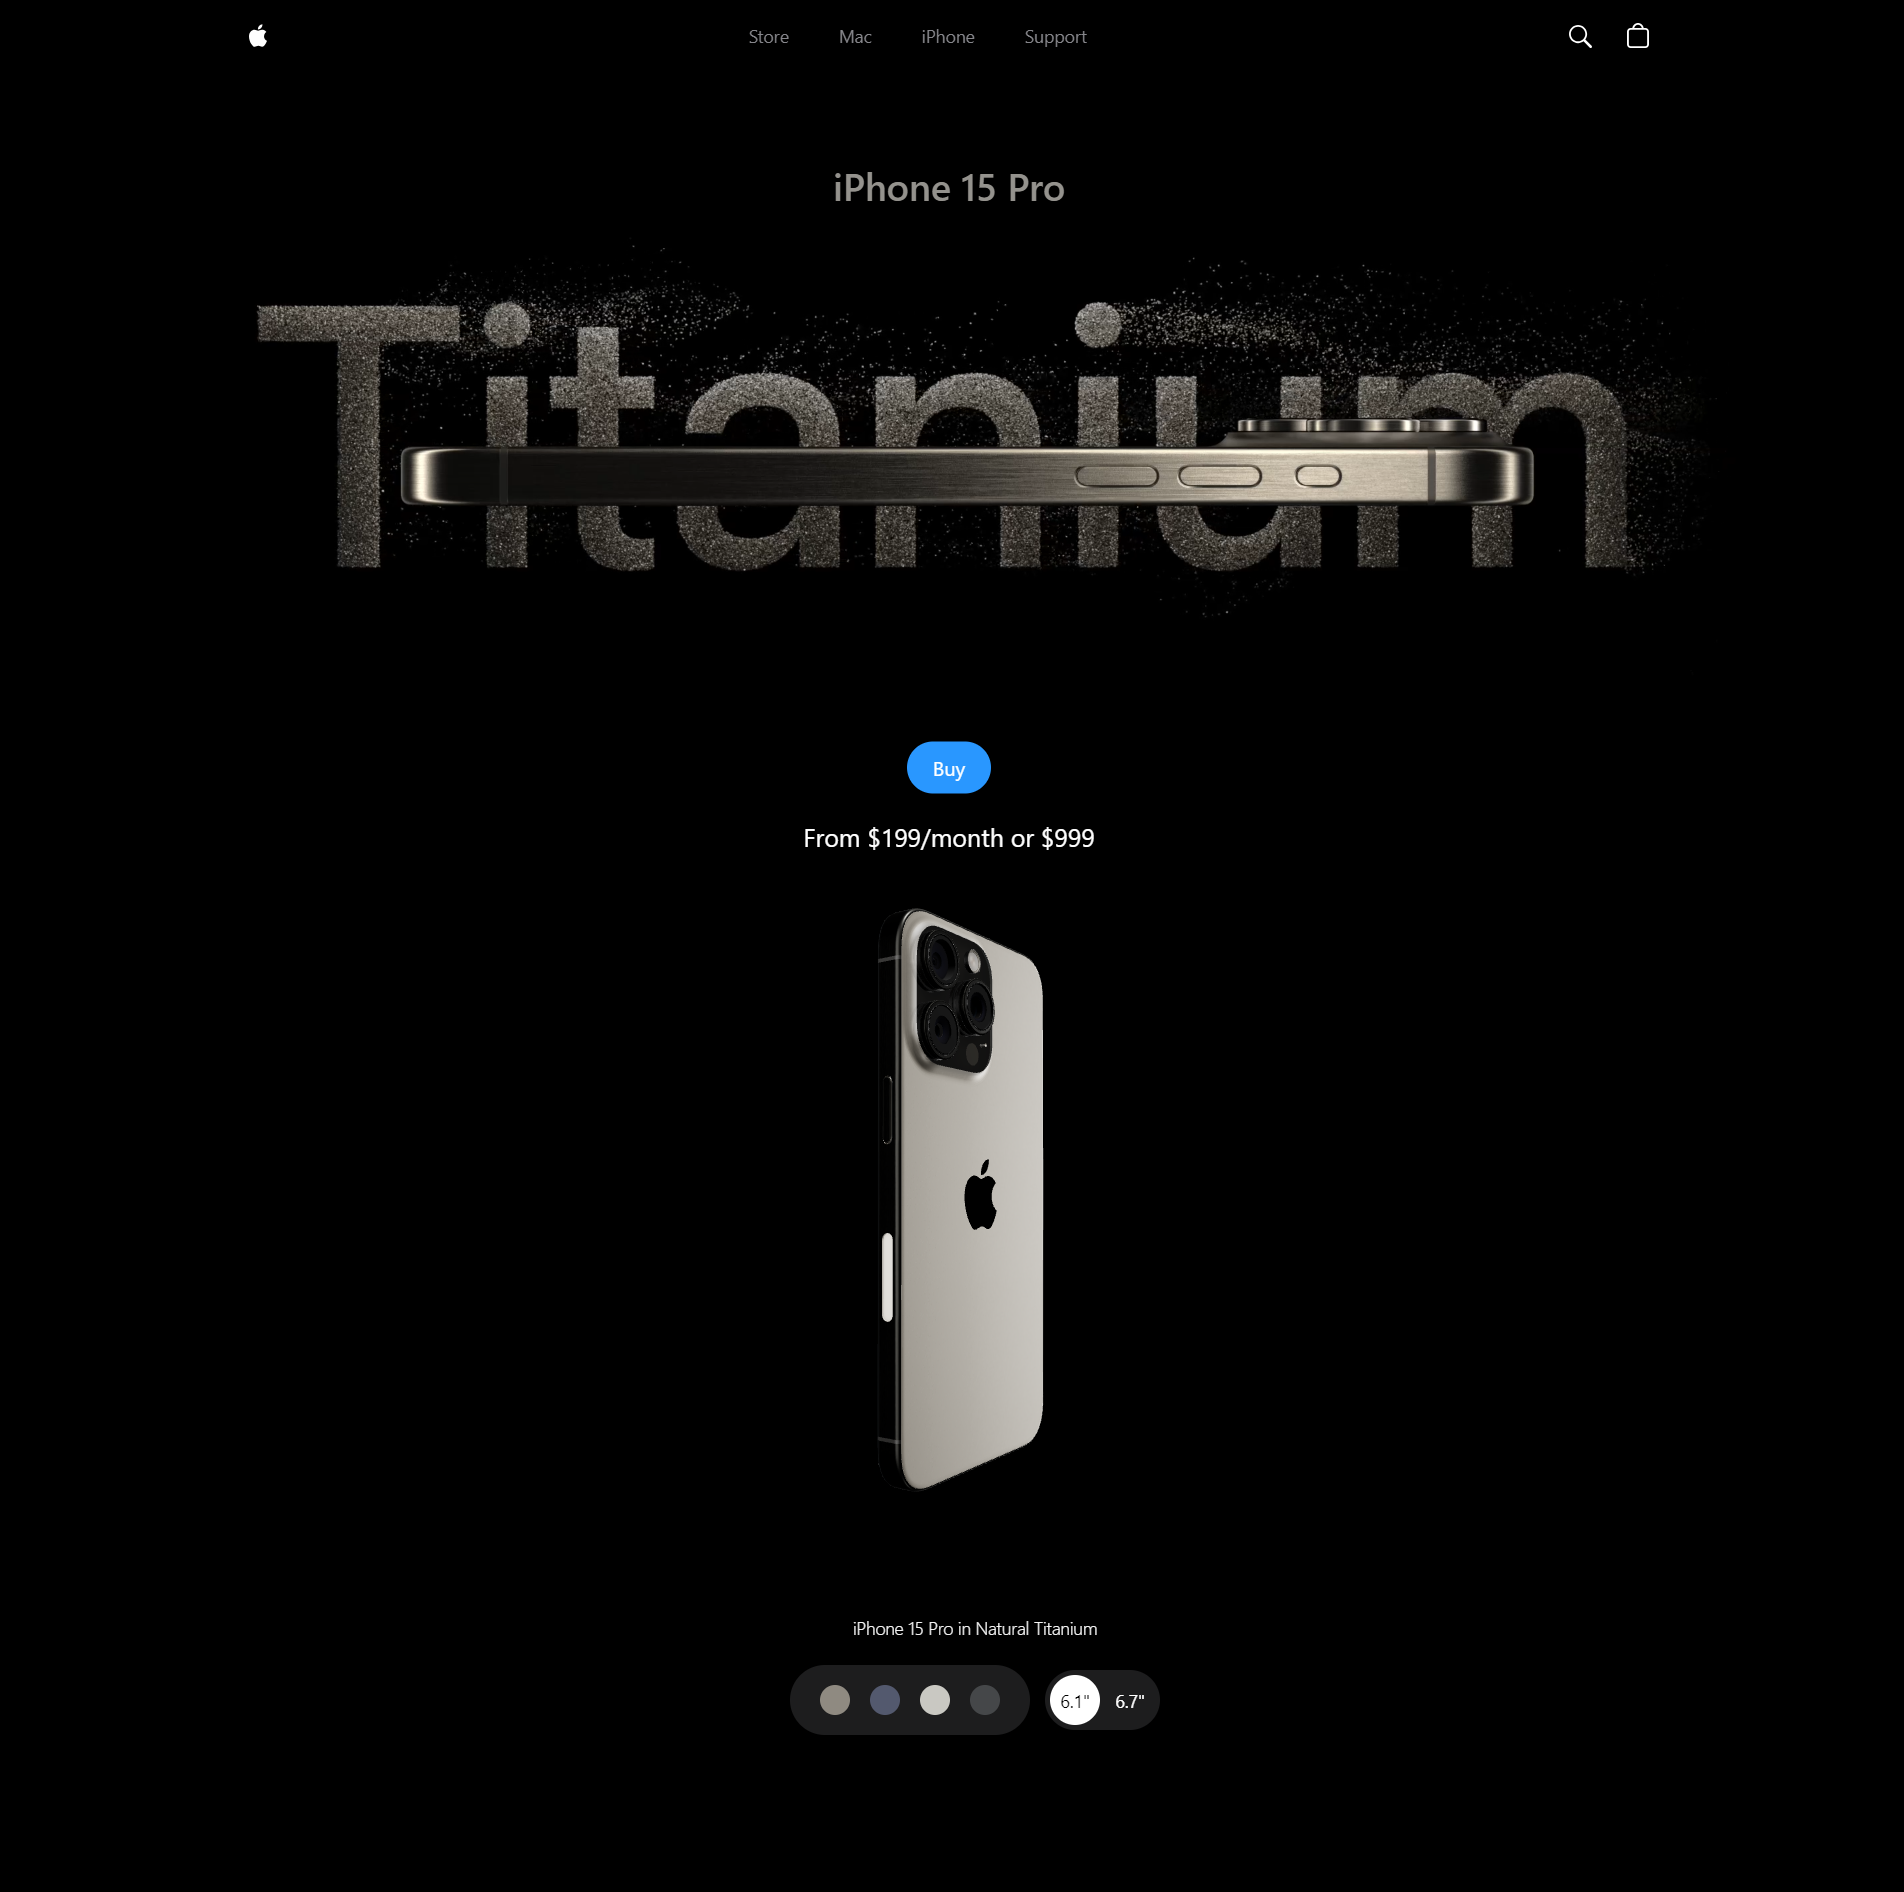 Store Mac iPhone Support
iPhone 15 Pro
Titanium
Buy
From $199/month or $999
iPhone 15 Pro in Natural Titanium
6.1" 6.7"